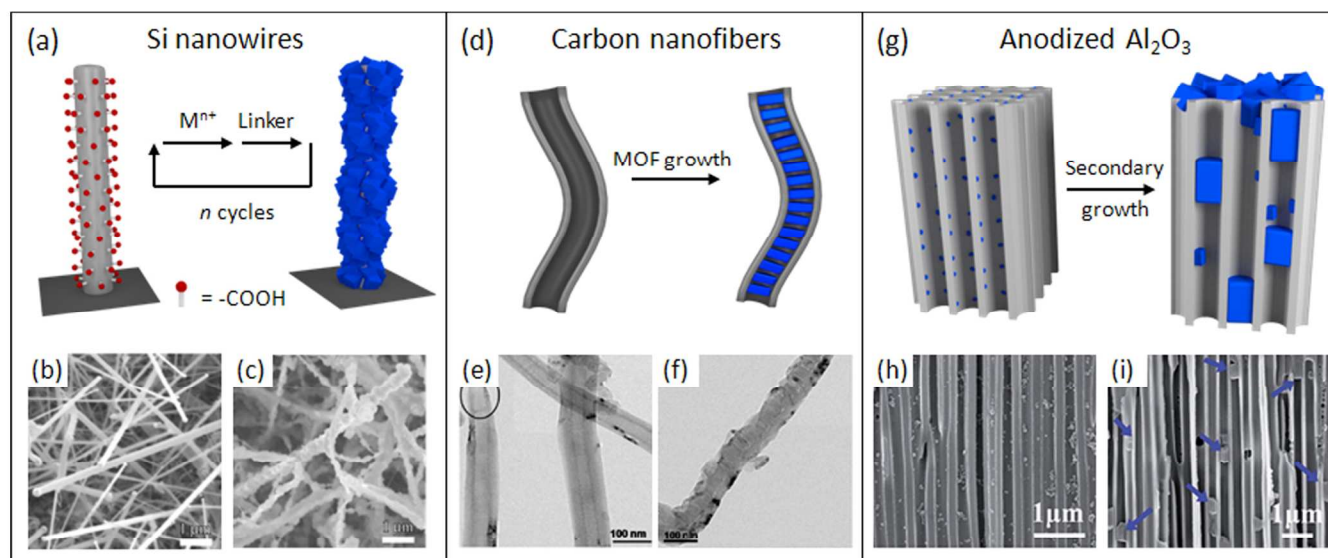 (a) Si nanowires
Mⁿ⁺ Linker
n cycles
= -COOH
(b)
1 μm
(c)
1 μm
(d) Carbon nanofibers
MOF growth
(e)
100 nm
(f)
100 nm
(g) Anodized Al₂O₃
Secondary
growth
(h)
1μm
(i)
1μm